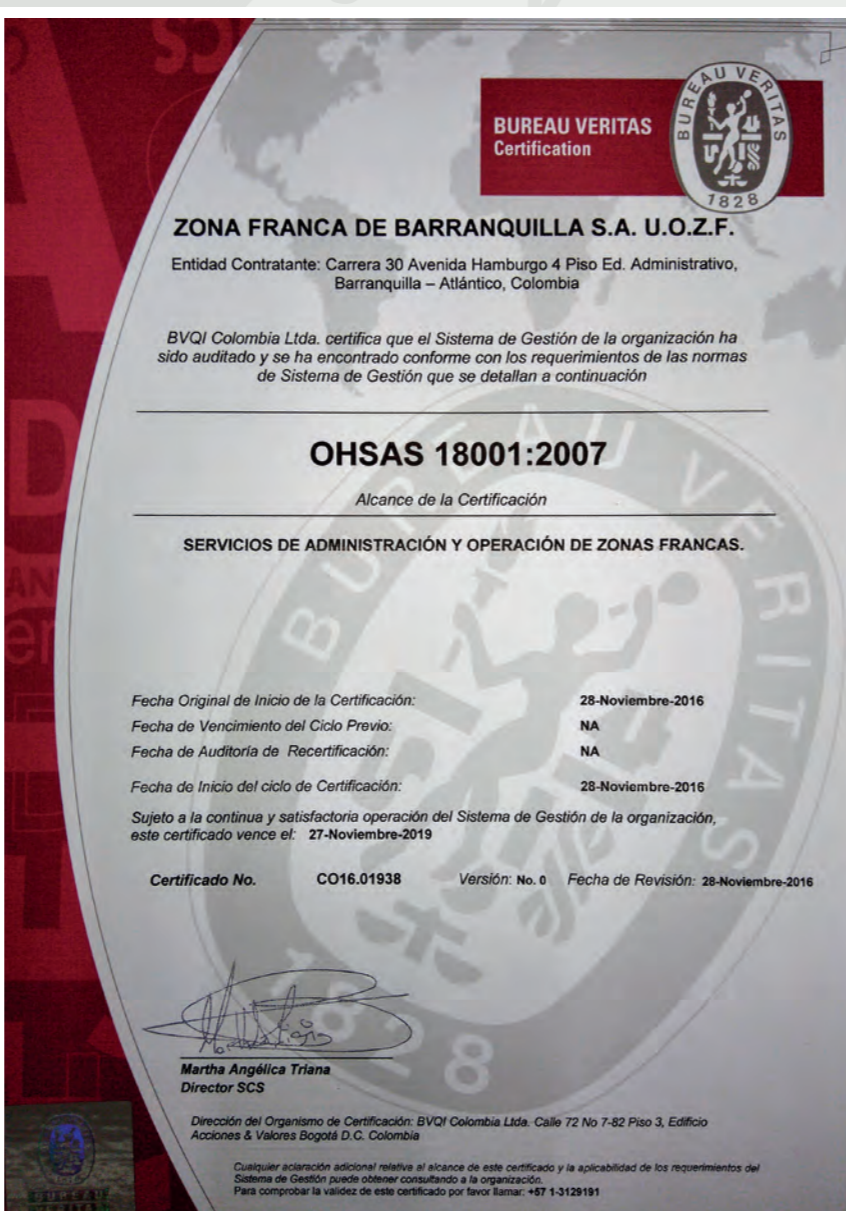 BUREAU VERITAS
Certification
BUREAU VERITAS
1828
ZONA FRANCA DE BARRANQUILLA S.A. U.O.Z.F.
Entidad Contratante: Carrera 30 Avenida Hamburgo 4 Piso Ed. Administrativo,
Barranquilla – Atlántico, Colombia
BVQI Colombia Ltda. certifica que el Sistema de Gestión de la organización ha
sido auditado y se ha encontrado conforme con los requerimientos de las normas
de Sistema de Gestión que se detallan a continuación
OHSAS 18001:2007
Alcance de la Certificación
SERVICIOS DE ADMINISTRACIÓN Y OPERACIÓN DE ZONAS FRANCAS.
BUREAU VERITAS
1828
Fecha Original de Inicio de la Certificación: 28-Noviembre-2016
Fecha de Vencimiento del Ciclo Previo: NA
Fecha de Auditoría de Recertificación: NA
Fecha de Inicio del ciclo de Certificación: 28-Noviembre-2016
Sujeto a la continua y satisfactoria operación del Sistema de Gestión de la organización,
este certificado vence el: 27-Noviembre-2019
Certificado No. CO16.01938 Versión: No. 0 Fecha de Revisión: 28-Noviembre-2016
Martha Angélica Triana
Director SCS
Dirección del Organismo de Certificación: BVQI Colombia Ltda. Calle 72 No 7-82 Piso 3, Edificio
Acciones & Valores Bogotá D.C. Colombia
Cualquier aclaración adicional relativa al alcance de este certificado y la aplicabilidad de los requerimientos del
Sistema de Gestión puede obtener consultando a la organización.
Para comprobar la validez de este certificado por favor llamar: +57 1-3129191
BUREAU
VERITAS